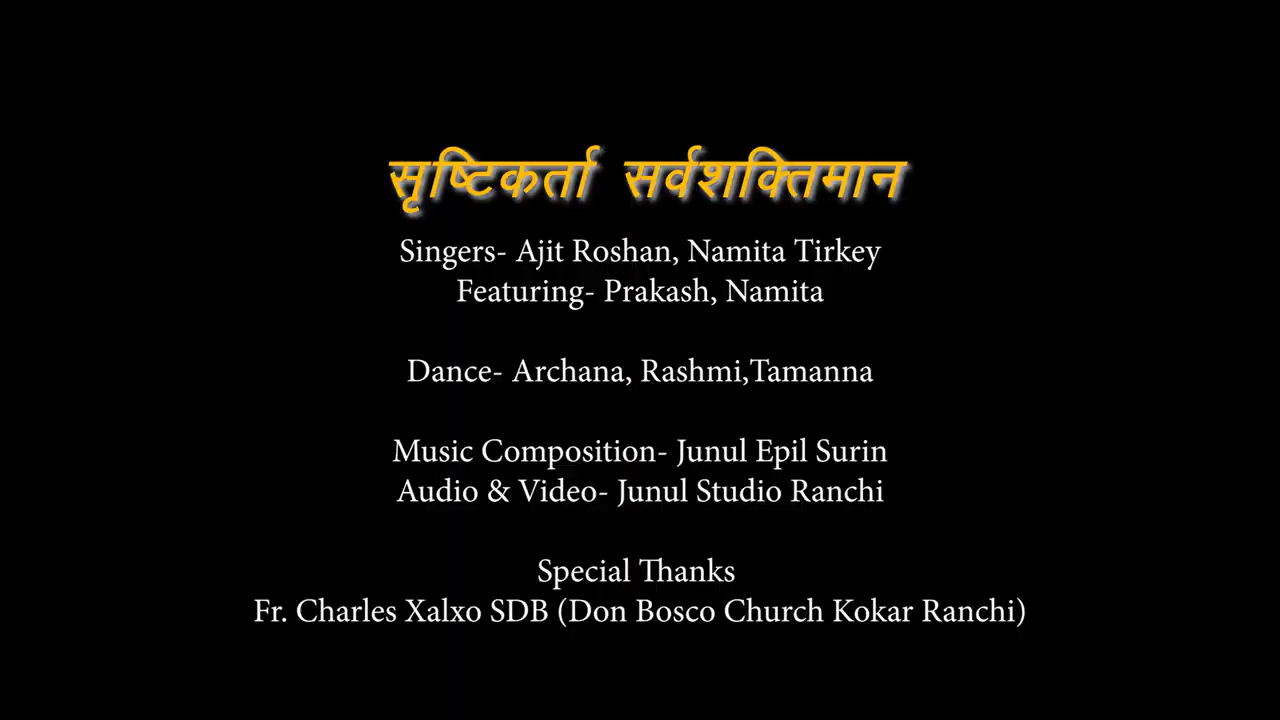 सृष्टिकर्ता सर्वशक्तिमान
Singers- Ajit Roshan, Namita Tirkey
Featuring- Prakash, Namita
Dance- Archana, Rashmi,Tamanna
Music Composition- Junul Epil Surin
Audio & Video- Junul Studio Ranchi
Special Thanks
Fr. Charles Xalxo SDB (Don Bosco Church Kokar Ranchi)